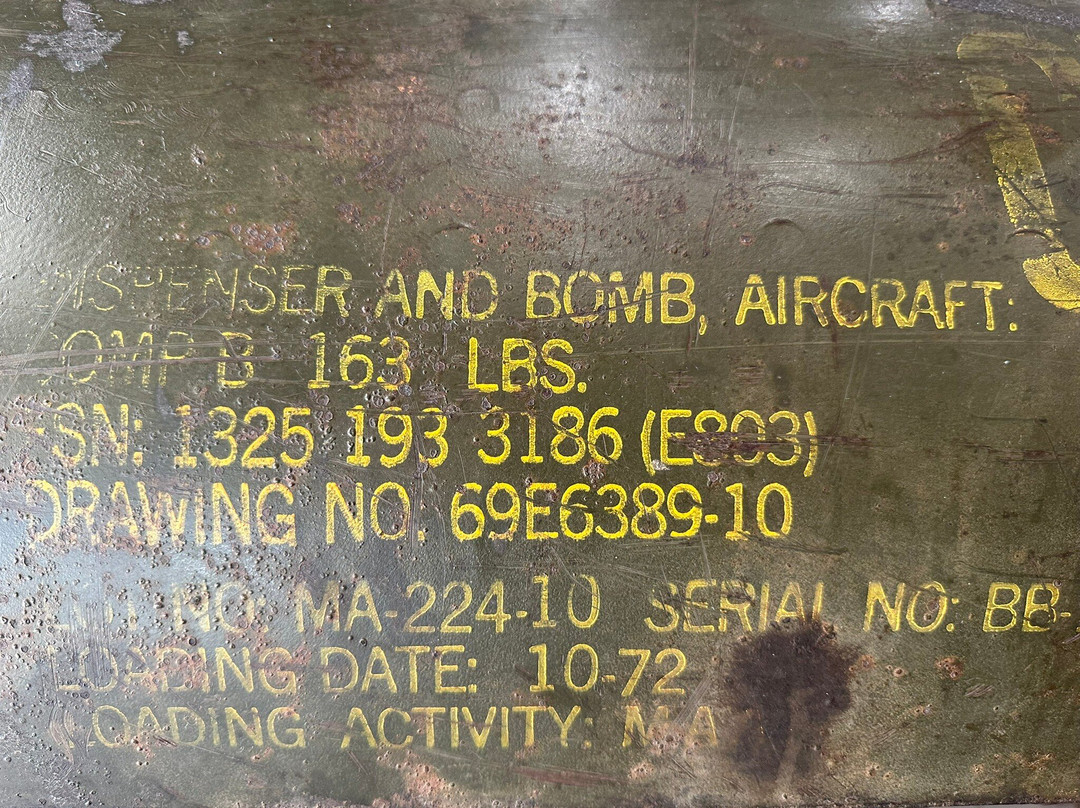 DISPENSER AND BOMB, AIRCRAFT:
COMP B 163 LBS.
FSN: 1325 193 3186 (E803)
DRAWING NO. 69E6389-10
LOT NO: MA-224-10 SERIAL NO: BB-
LOADING DATE: 10-72
LOADING ACTIVITY: MA